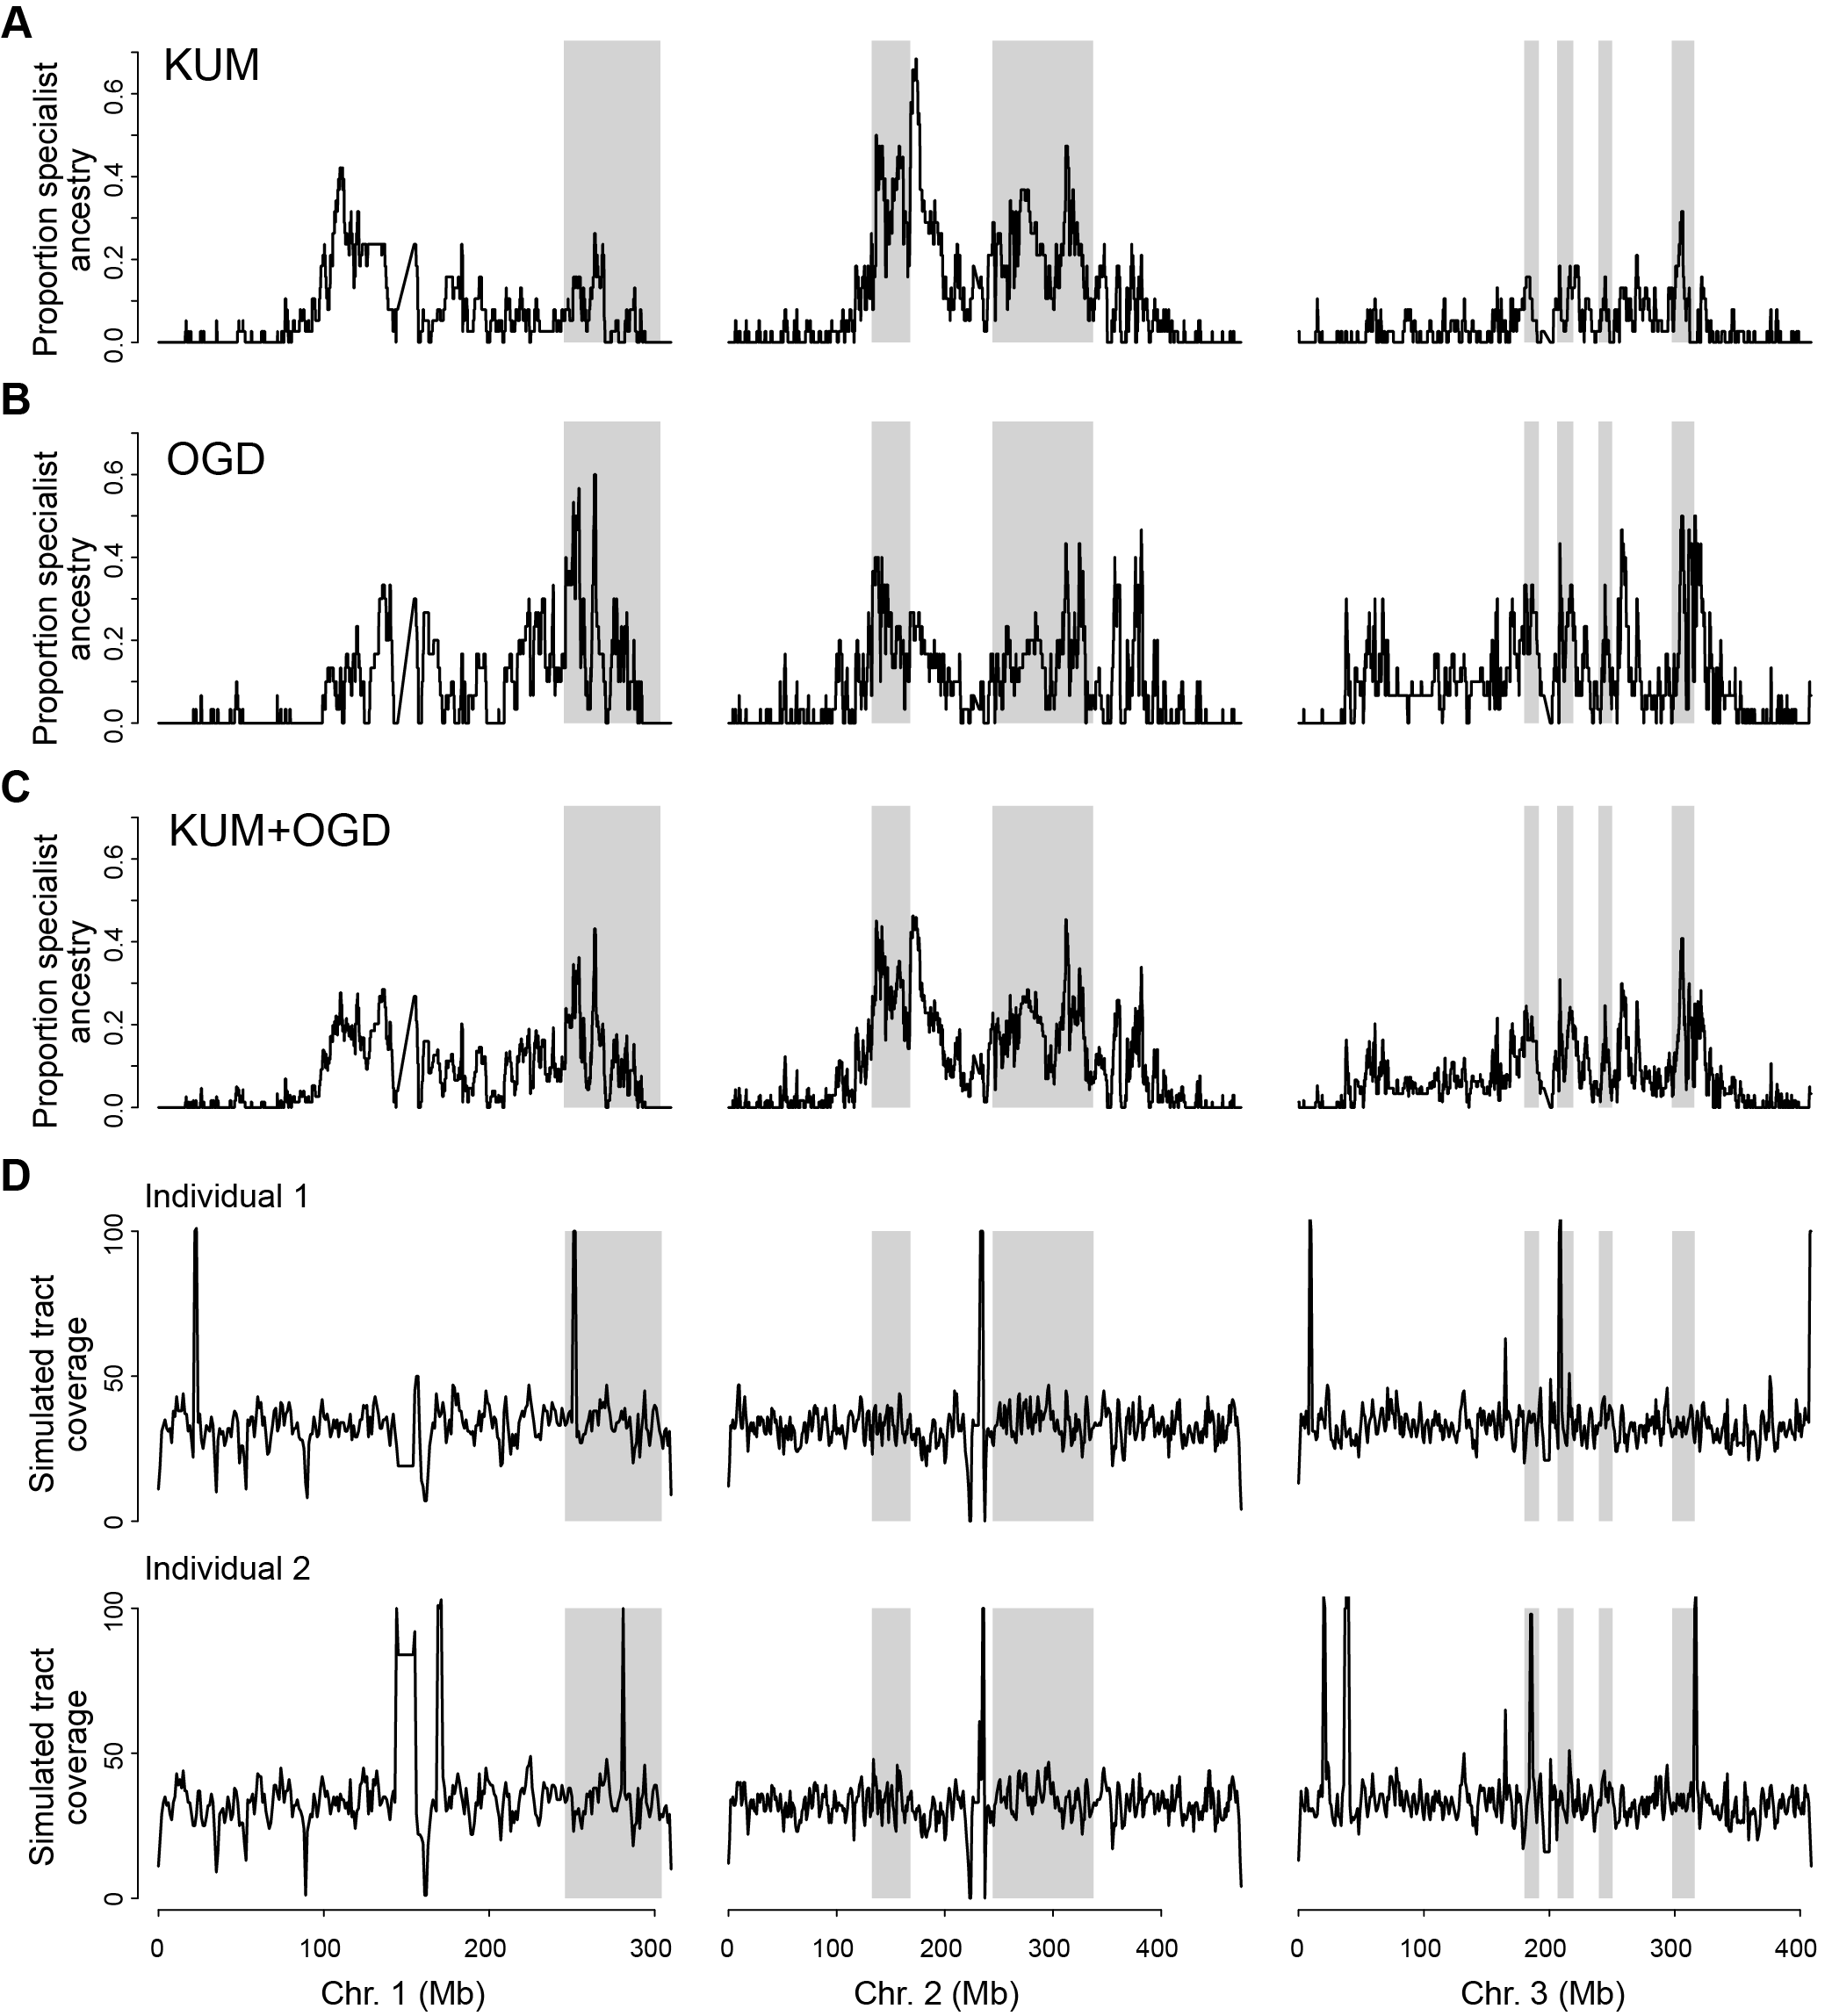 A
KUM
Proportion specialist
ancestry
0.0 0.2 0.4 0.6
B
OGD
Proportion specialist
ancestry
0.0 0.2 0.4 0.6
C
KUM+OGD
Proportion specialist
ancestry
0.0 0.2 0.4 0.6
D
Individual 1
Simulated tract
coverage
0 50 100
Individual 2
Simulated tract
coverage
0 50 100
0 100 200 300
0 100 200 300 400
0 100 200 300 400
Chr. 1 (Mb)
Chr. 2 (Mb)
Chr. 3 (Mb)